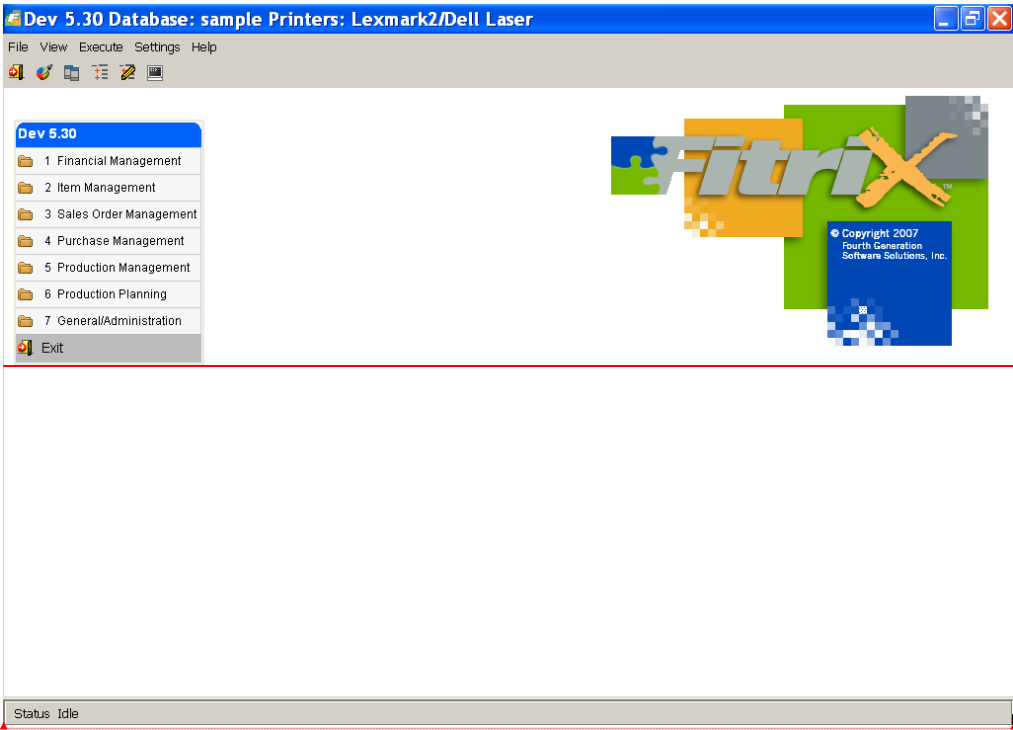 Dev 5.30 Database: sample Printers: Lexmark2/Dell Laser
File View Execute Settings Help
Dev 5.30
1 Financial Management
2 Item Management
3 Sales Order Management
4 Purchase Management
5 Production Management
6 Production Planning
7 General/Administration
Exit
FitriX™
© Copyright 2007
Fourth Generation
Software Solutions, Inc.
Status Idle